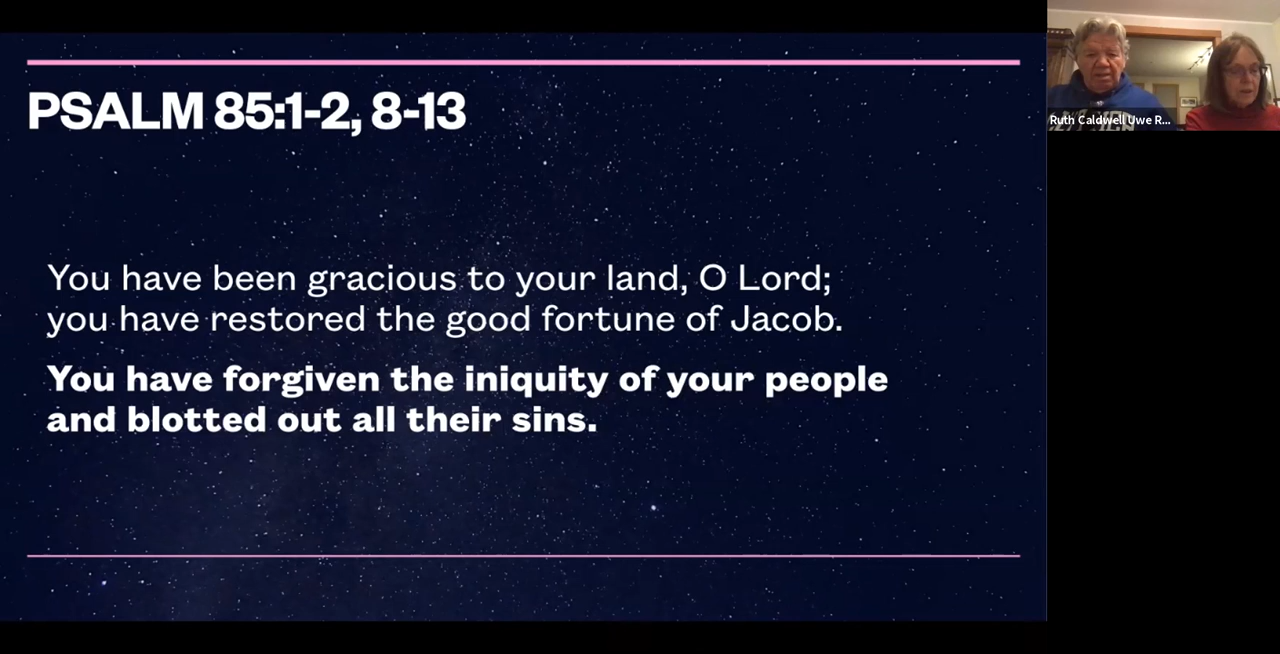 PSALM 85:1-2, 8-13
You have been gracious to your land, O Lord;
you have restored the good fortune of Jacob.
You have forgiven the iniquity of your people
and blotted out all their sins.
Ruth Caldwell Uwe R...